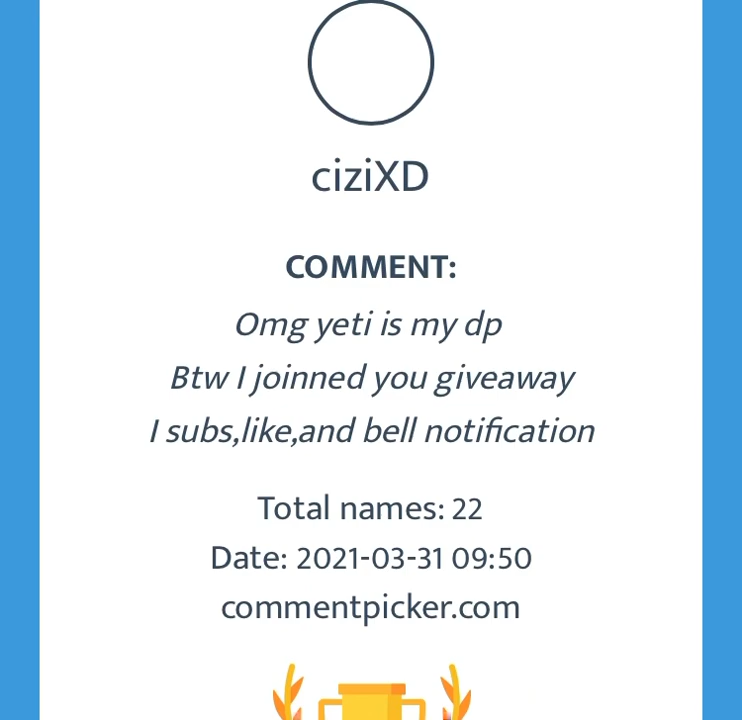 ciziXD
COMMENT:
Omg yeti is my dp
Btw I joinned you giveaway
I subs,like,and bell notification
Total names: 22
Date: 2021-03-31 09:50
commentpicker.com